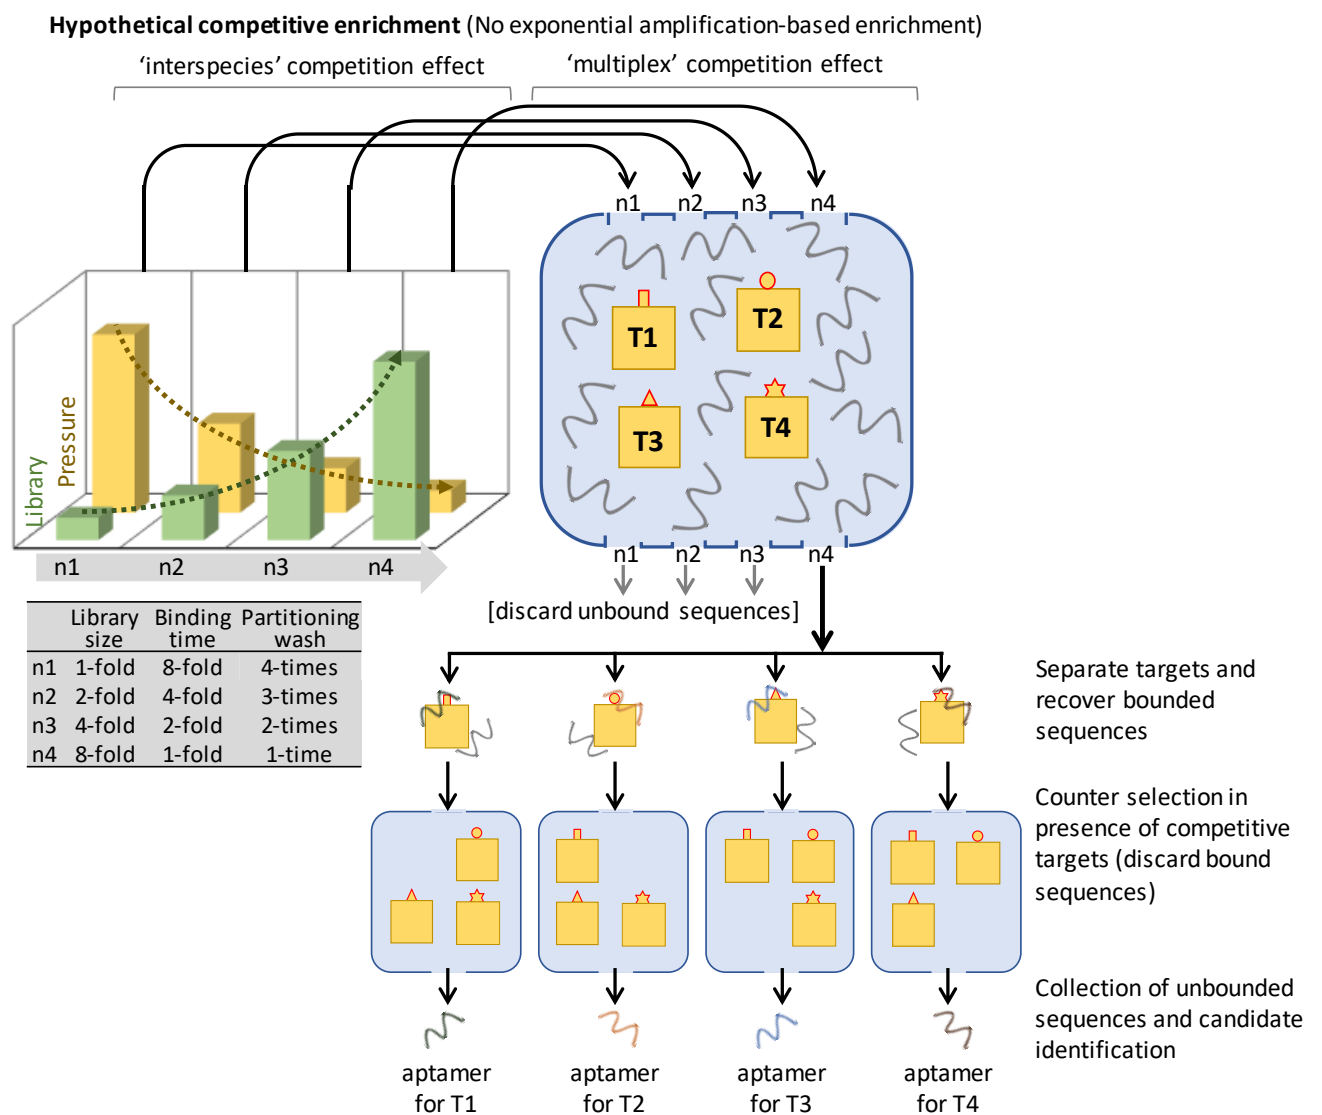 Hypothetical competitive enrichment (No exponential amplification-based enrichment)
‘interspecies’ competition effect
‘multiplex’ competition effect
n1 n2 n3 n4
T1
T2
T3
T4
Library
Pressure
n1 n2 n3 n4
n1 n2 n3 n4
[discard unbound sequences]
Library size Binding time Partitioning wash
n1 1-fold 8-fold 4-times
n2 2-fold 4-fold 3-times
n3 4-fold 2-fold 2-times
n4 8-fold 1-fold 1-time
Separate targets and
recover bounded
sequences
Counter selection in
presence of competitive
targets (discard bound
sequences)
Collection of unbounded
sequences and candidate
identification
aptamer
for T1
aptamer
for T2
aptamer
for T3
aptamer
for T4